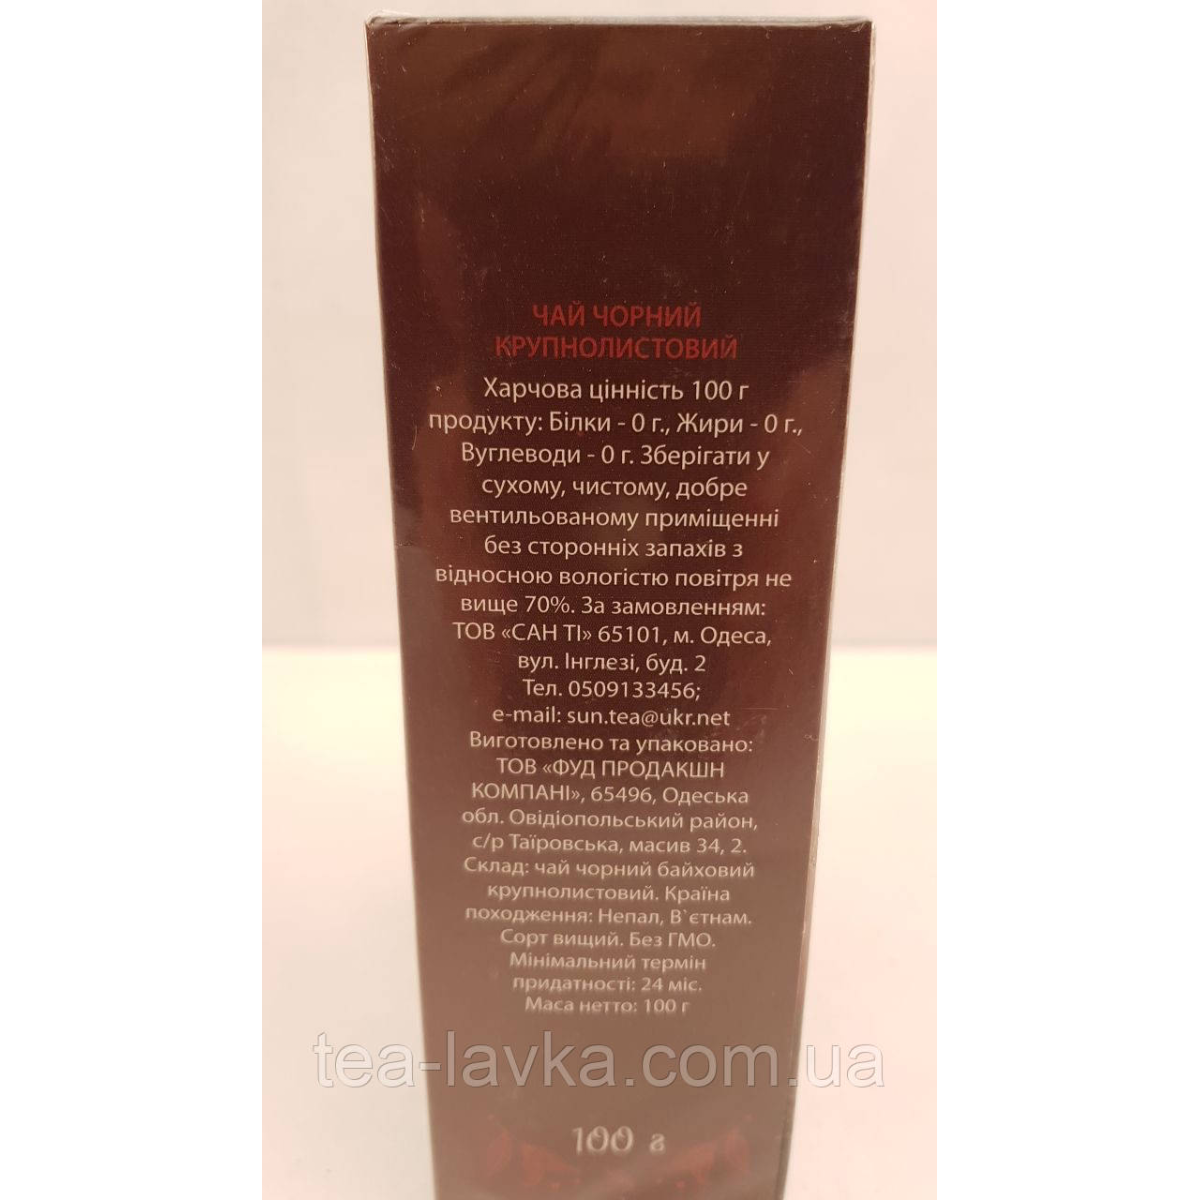 ЧАЙ ЧОРНИЙ
КРУПНОЛИСТОВИЙ
Харчова цінність 100 г
продукту: Білки - 0 г., Жири - 0 г.,
Вуглеводи - 0 г. Зберігати у
сухому, чистому, добре
вентильованому приміщенні
без сторонніх запахів з
відносною вологістю повітря не
вище 70%. За замовленням:
ТОВ «САН ТІ» 65101, м. Одеса,
вул. Інглезі, буд. 2
Тел. 0509133456;
e-mail: sun.tea@ukr.net
Виготовлено та упаковано:
ТОВ «ФУД ПРОДАКШН
КОМПАНІ», 65496, Одеська
обл. Овідіопольський район,
с/р Таїровська, масив 34, 2.
Склад: чай чорний байховий
крупнолистовий. Країна
походження: Непал, В`єтнам.
Сорт вищий. Без ГМО.
Мінімальний термін
придатності: 24 міс.
Маса нетто: 100 г
tea-lavka.com.ua
100 г